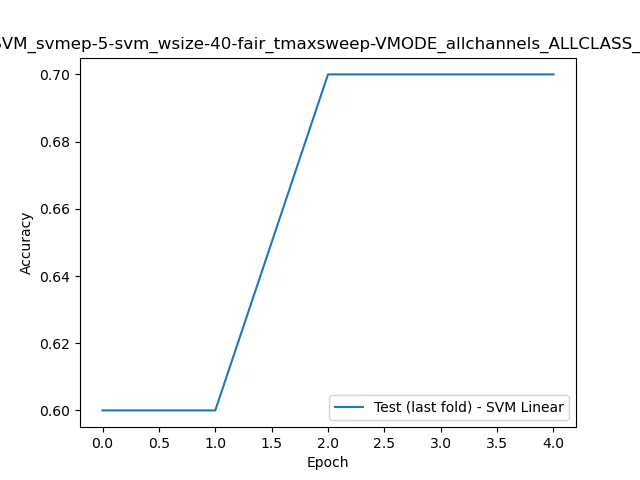 SVM_svmep-5-svm_wsize-40-fair_tmaxsweep-VMODE_allchannels_ALLCLASS_
0.70
0.68
0.66
0.64
0.62
0.60
Accuracy
Test (last fold) - SVM Linear
0.0 0.5 1.0 1.5 2.0 2.5 3.0 3.5 4.0
Epoch